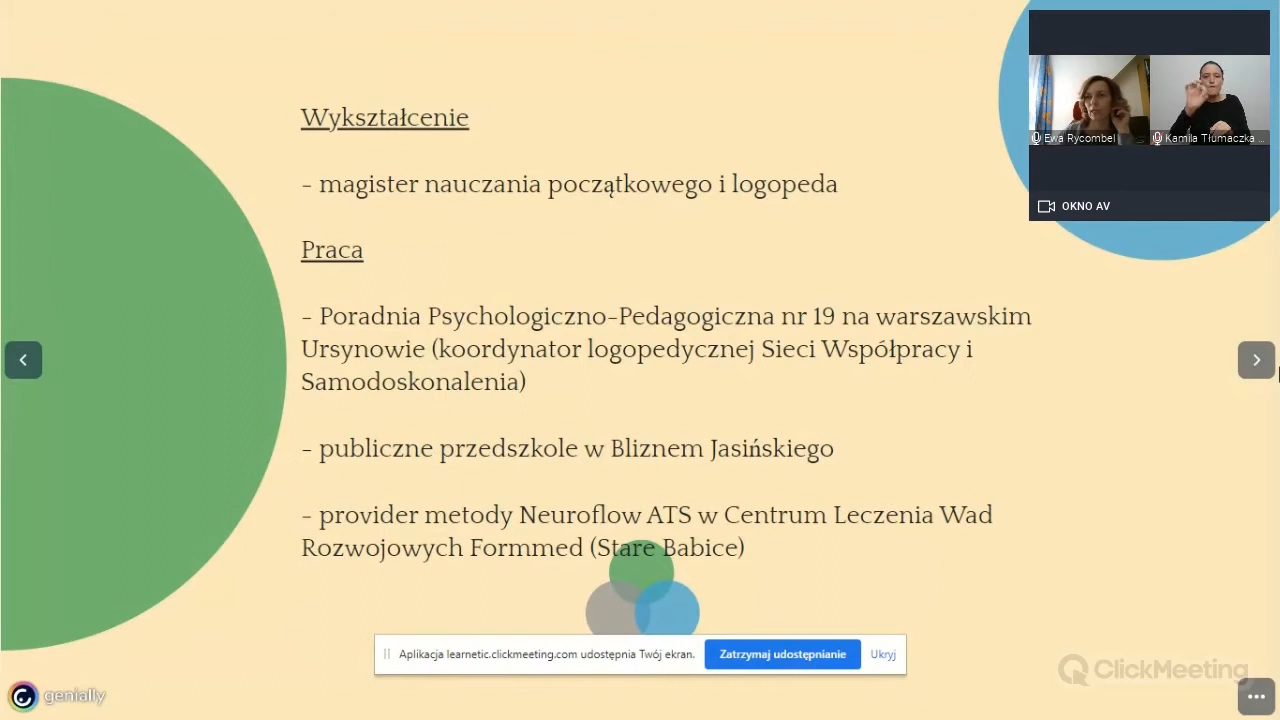 Wykształcenie
- magister nauczania początkowego i logopeda
Praca
- Poradnia Psychologiczno-Pedagogiczna nr 19 na warszawskim
Ursynowie (koordynator logopedycznej Sieci Współpracy i
Samodoskonalenia)
- publiczne przedszkole w Bliznem Jasińskiego
- provider metody Neuroflow ATS w Centrum Leczenia Wad
Rozwojowych Formmed (Stare Babice)
Ewa Rycombel
Kamila Tłumaczka ...
OKNO AV
Aplikacja learnetic.clickmeeting.com udostępnia Twój ekran.
Zatrzymaj udostępnianie
Ukryj
ClickMeeting
genially